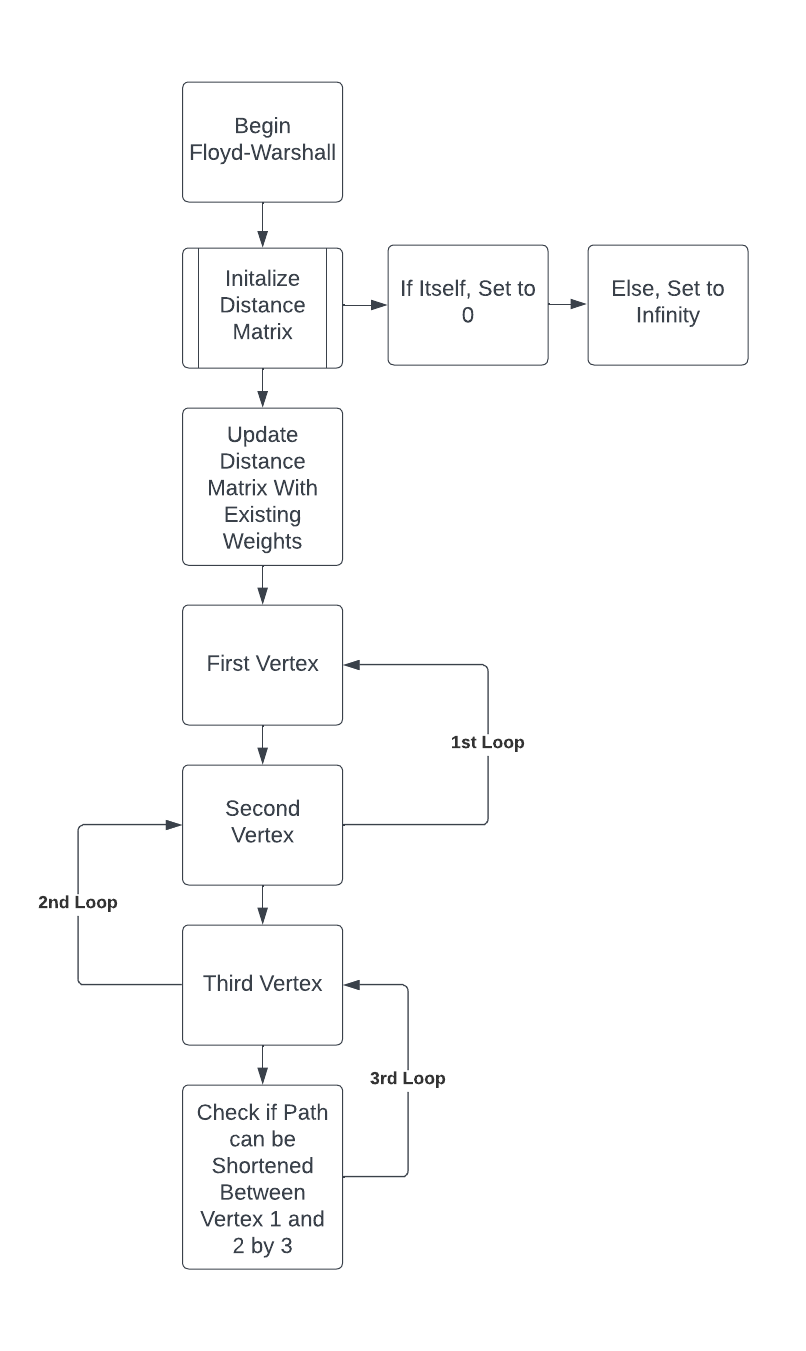 Begin
Floyd-Warshall
Initalize
Distance
Matrix
If Itself, Set to
0
Else, Set to
Infinity
Update
Distance
Matrix With
Existing
Weights
First Vertex
1st Loop
Second
Vertex
2nd Loop
Third Vertex
3rd Loop
Check if Path
can be
Shortened
Between
Vertex 1 and
2 by 3